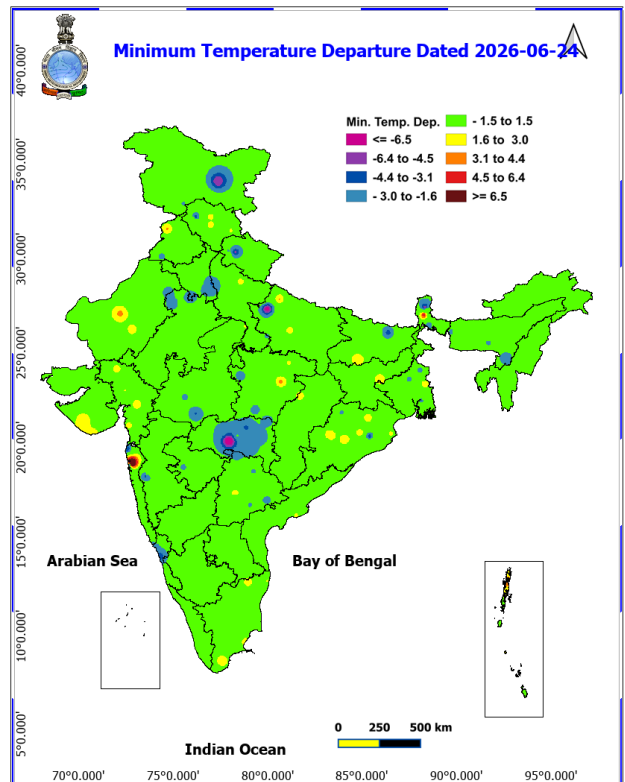 Minimum Temperature Departure Dated 2026-06-24
Min. Temp. Dep.
<= -6.5
-6.4 to -4.5
-4.4 to -3.1
- 3.0 to -1.6
- 1.5 to 1.5
1.6 to 3.0
3.1 to 4.4
4.5 to 6.4
>= 6.5
40°0.000'
35°0.000'
30°0.000'
25°0.000'
20°0.000'
15°0.000'
10°0.000'
5°0.000'
Arabian Sea
Bay of Bengal
0 250 500 km
Indian Ocean
70°0.000' 75°0.000' 80°0.000' 85°0.000' 90°0.000' 95°0.000'